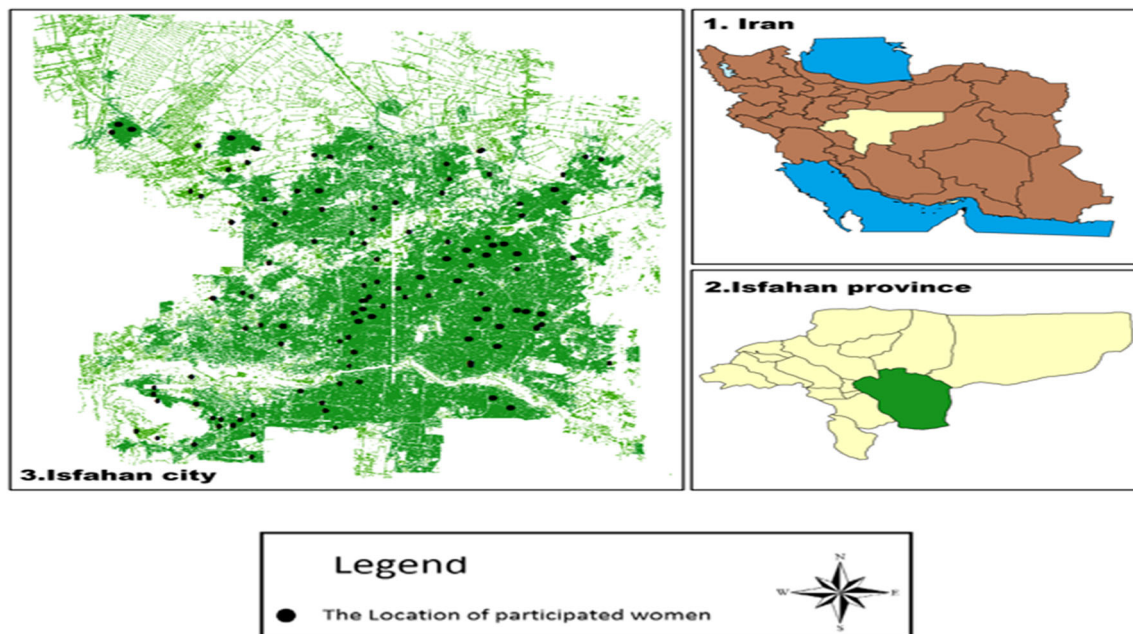 1. Iran
2.Isfahan province
3.Isfahan city
Legend
The Location of participated women
N
W E
S